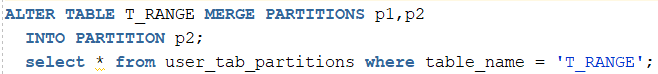 ALTER TABLE T_RANGE MERGE PARTITIONS p1,p2
INTO PARTITION p2;
select * from user_tab_partitions where table_name = 'T_RANGE';